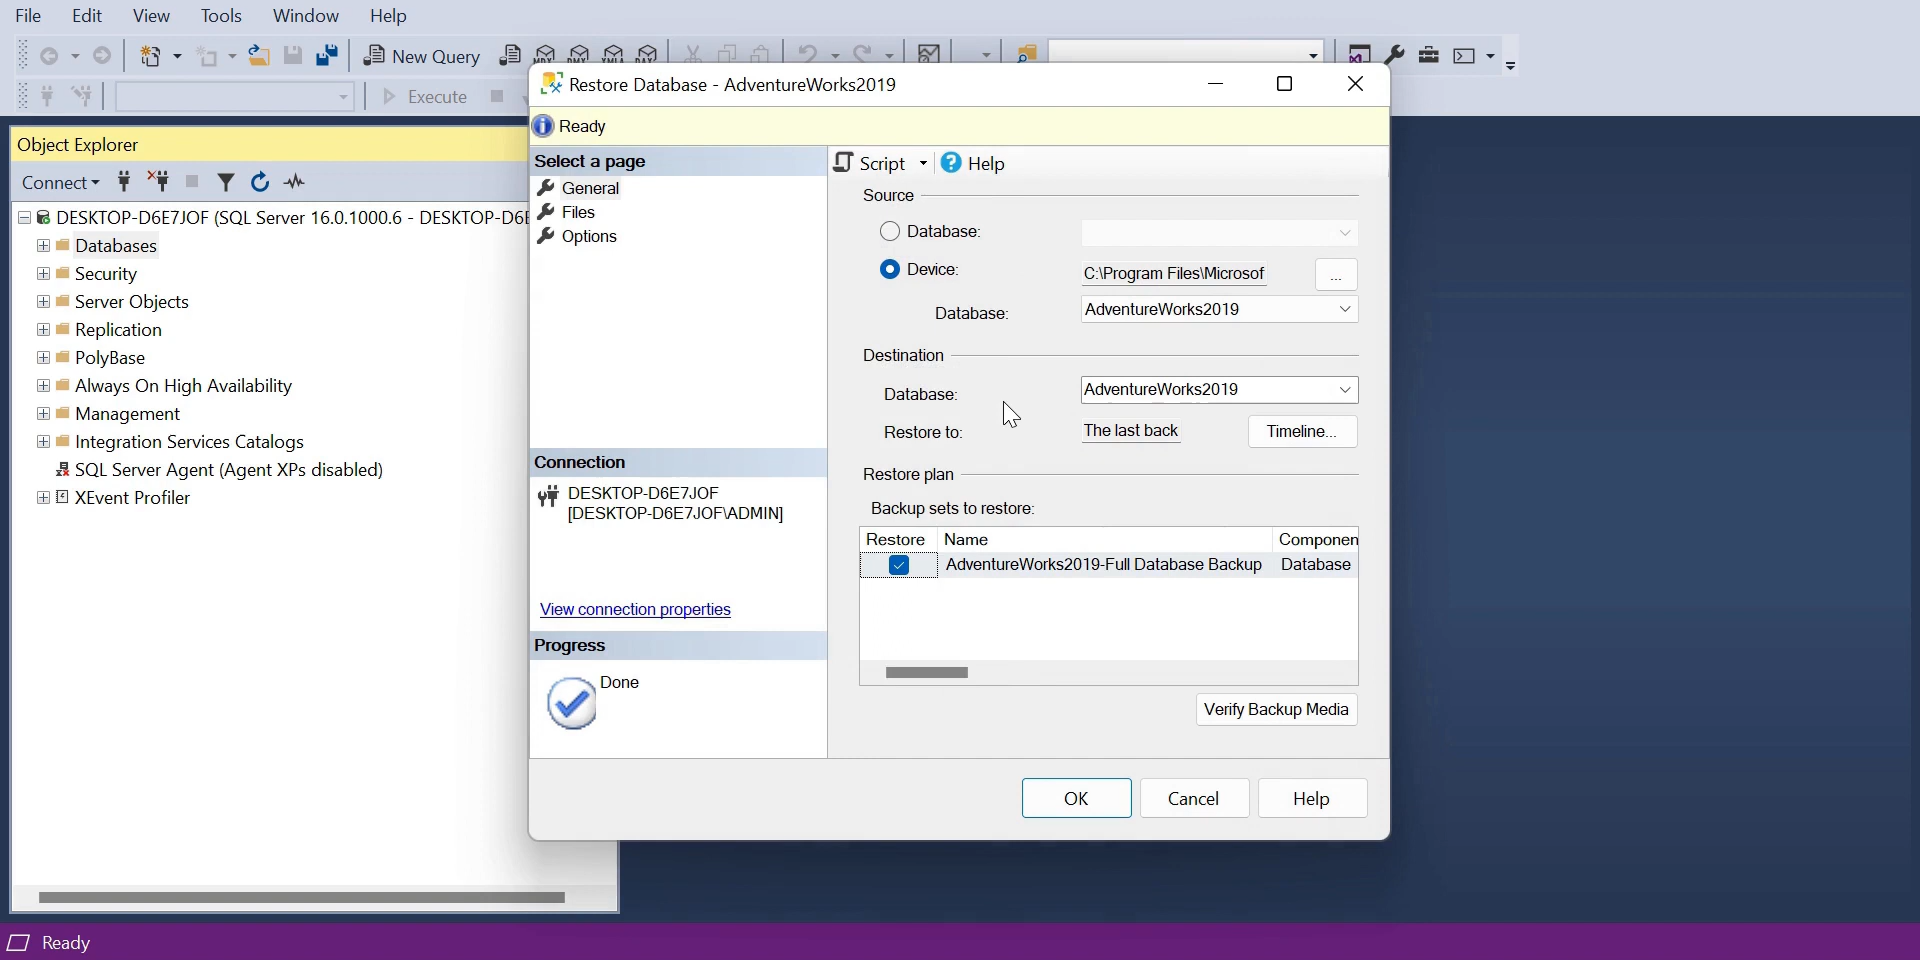 File Edit View Tools Window Help
New Query
Execute
Object Explorer
Connect
DESKTOP-D6E7JOF (SQL Server 16.0.1000.6 - DESKTOP-D6E
Databases
Security
Server Objects
Replication
PolyBase
Always On High Availability
Management
Integration Services Catalogs
SQL Server Agent (Agent XPs disabled)
XEvent Profiler
Restore Database - AdventureWorks2019
Ready
Select a page
General
Files
Options
Connection
DESKTOP-D6E7JOF
[DESKTOP-D6E7JOF\ADMIN]
View connection properties
Progress
Done
Script Help
Source
Database:
Device: C:\Program Files\Microsof ...
Database: AdventureWorks2019
Destination
Database: AdventureWorks2019
Restore to: The last back Timeline...
Restore plan
Backup sets to restore:
Restore Name Componen
AdventureWorks2019-Full Database Backup Database
Verify Backup Media
OK Cancel Help
Ready